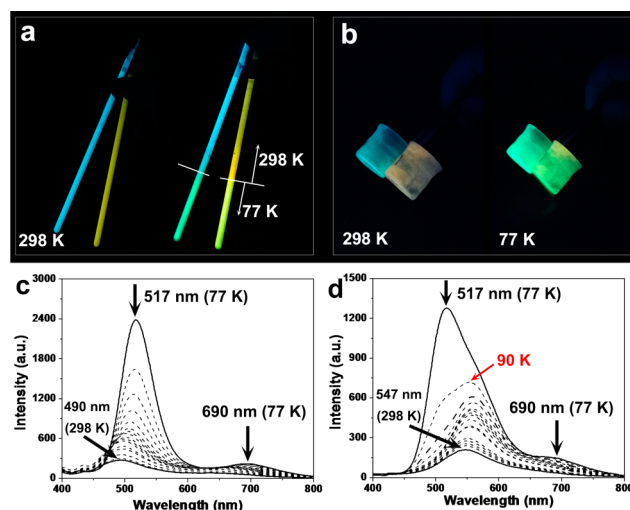 a
298 K
298 K
77 K
b
298 K
77 K
c
517 nm (77 K)
490 nm
(298 K)
690 nm (77 K)
Intensity (a.u.)
3000
2400
1800
1200
600
0
400 500 600 700 800
Wavelength (nm)
d
517 nm (77 K)
90 K
547 nm
(298 K)
690 nm (77 K)
Intensity (a.u.)
1500
1200
900
600
300
0
400 500 600 700 800
Wavelength (nm)